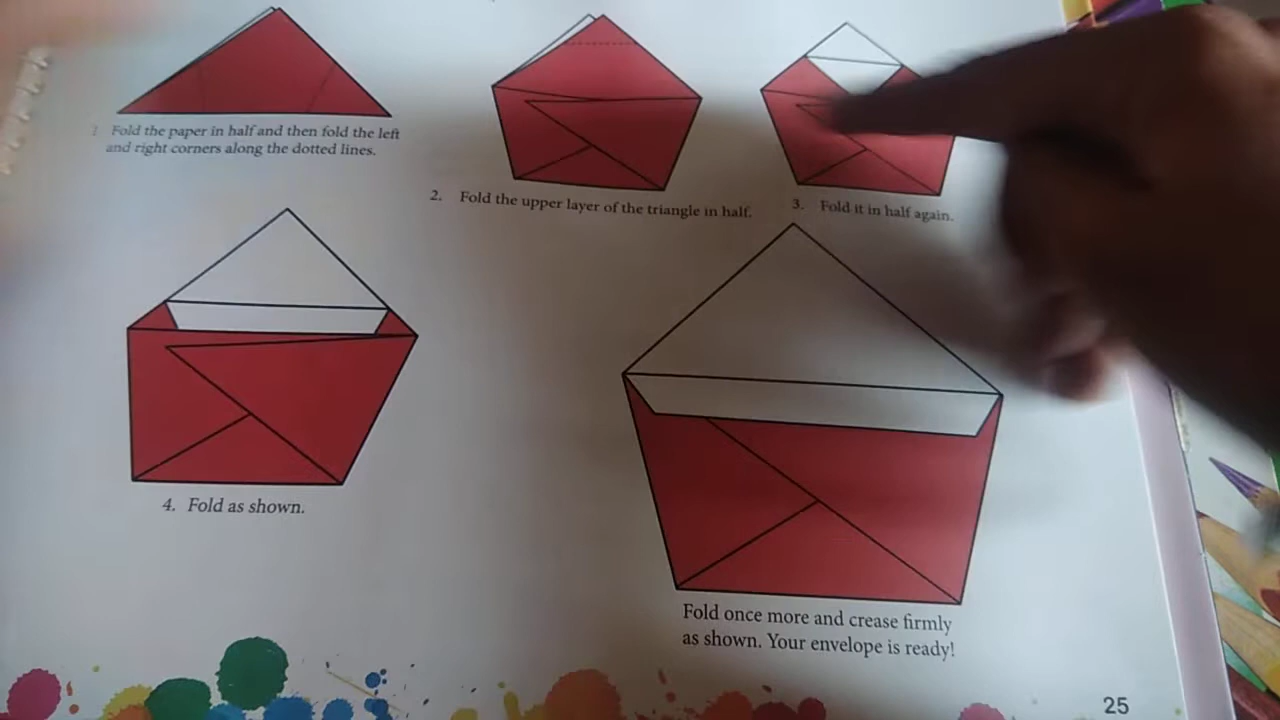 1 Fold the paper in half and then fold the left
and right corners along the dotted lines.
2. Fold the upper layer of the triangle in half.
3. Fold it in half again.
4. Fold as shown.
Fold once more and crease firmly
as shown. Your envelope is ready!
25